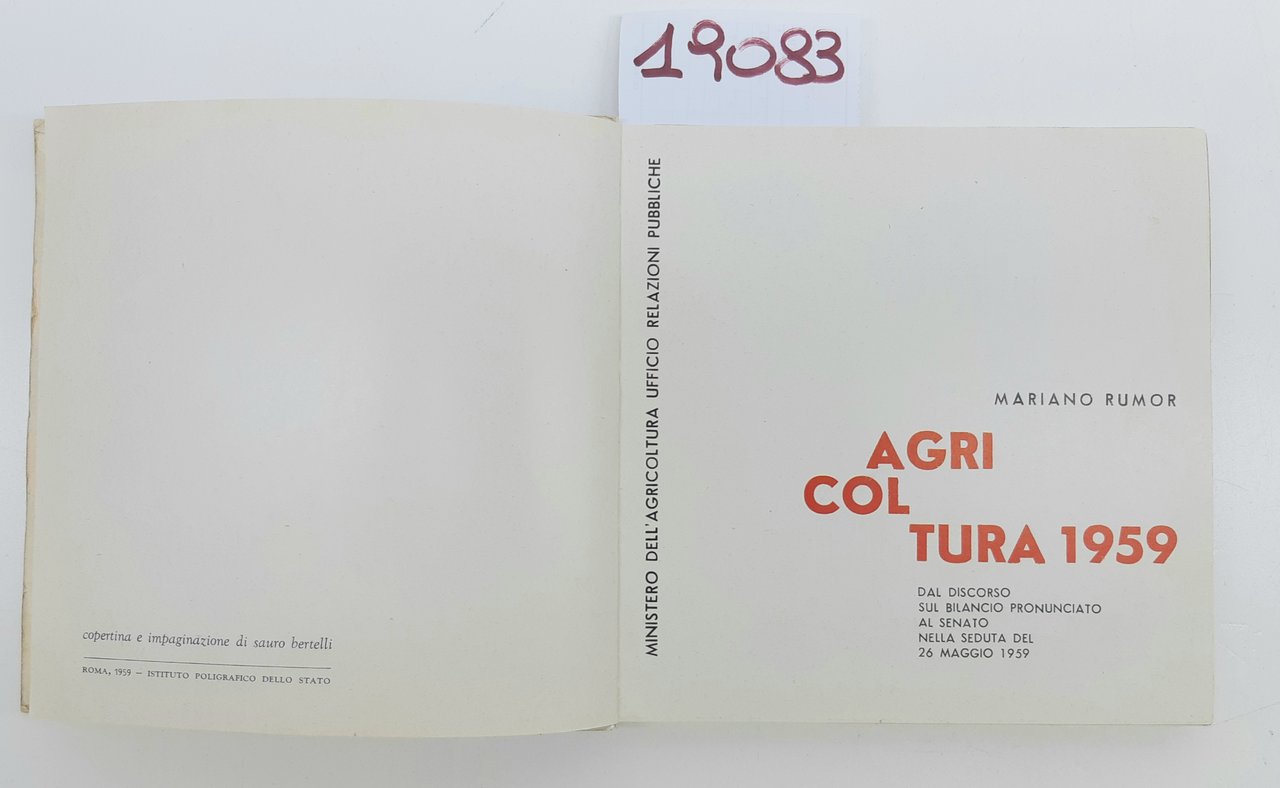 19083
copertina e impaginazione di sauro bertelli
ROMA, 1959 – ISTITUTO POLIGRAFICO DELLO STATO
MINISTERO DELL'AGRICOLTURA UFFICIO RELAZIONI PUBBLICHE
MARIANO RUMOR
AGRI
COL
TURA 1959
DAL DISCORSO
SUL BILANCIO PRONUNCIATO
AL SENATO
NELLA SEDUTA DEL
26 MAGGIO 1959